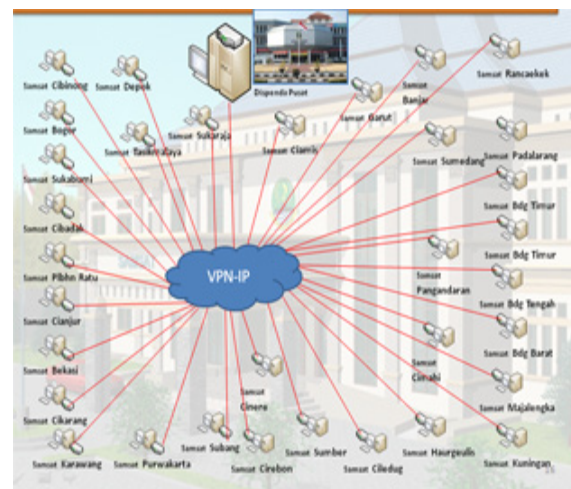 Samsat Cibinong
Samsat Depok
Dispenda Pusat
Samsat Rancaekek
Samsat
Banjar
Samsat Garut
Samsat Bogor
Samsat Sukaraja
Samsat Tasikmalaya
Samsat Ciamis
Samsat Sumedang
Samsat Padalarang
Samsat Sukabumi
Samsat Bdg Timur
Samsat Cibadak
Samsat Bdg Timur
Samsat Plbhn Ratu
VPN-IP
Samsat
Pangandaran
Samsat Bdg Tengah
Samsat Cianjur
Samsat Bdg Barat
Samsat Bekasi
Samsat
Cimahi
Samsat
Cinere
Samsat Majalengka
Samsat Cikarang
Samsat Karawang
Samsat Purwakarta
Samsat Subang
Samsat Cirebon
Samsat Sumber
Samsat Ciledug
Samsat Haurgeulin
Samsat Kuningan